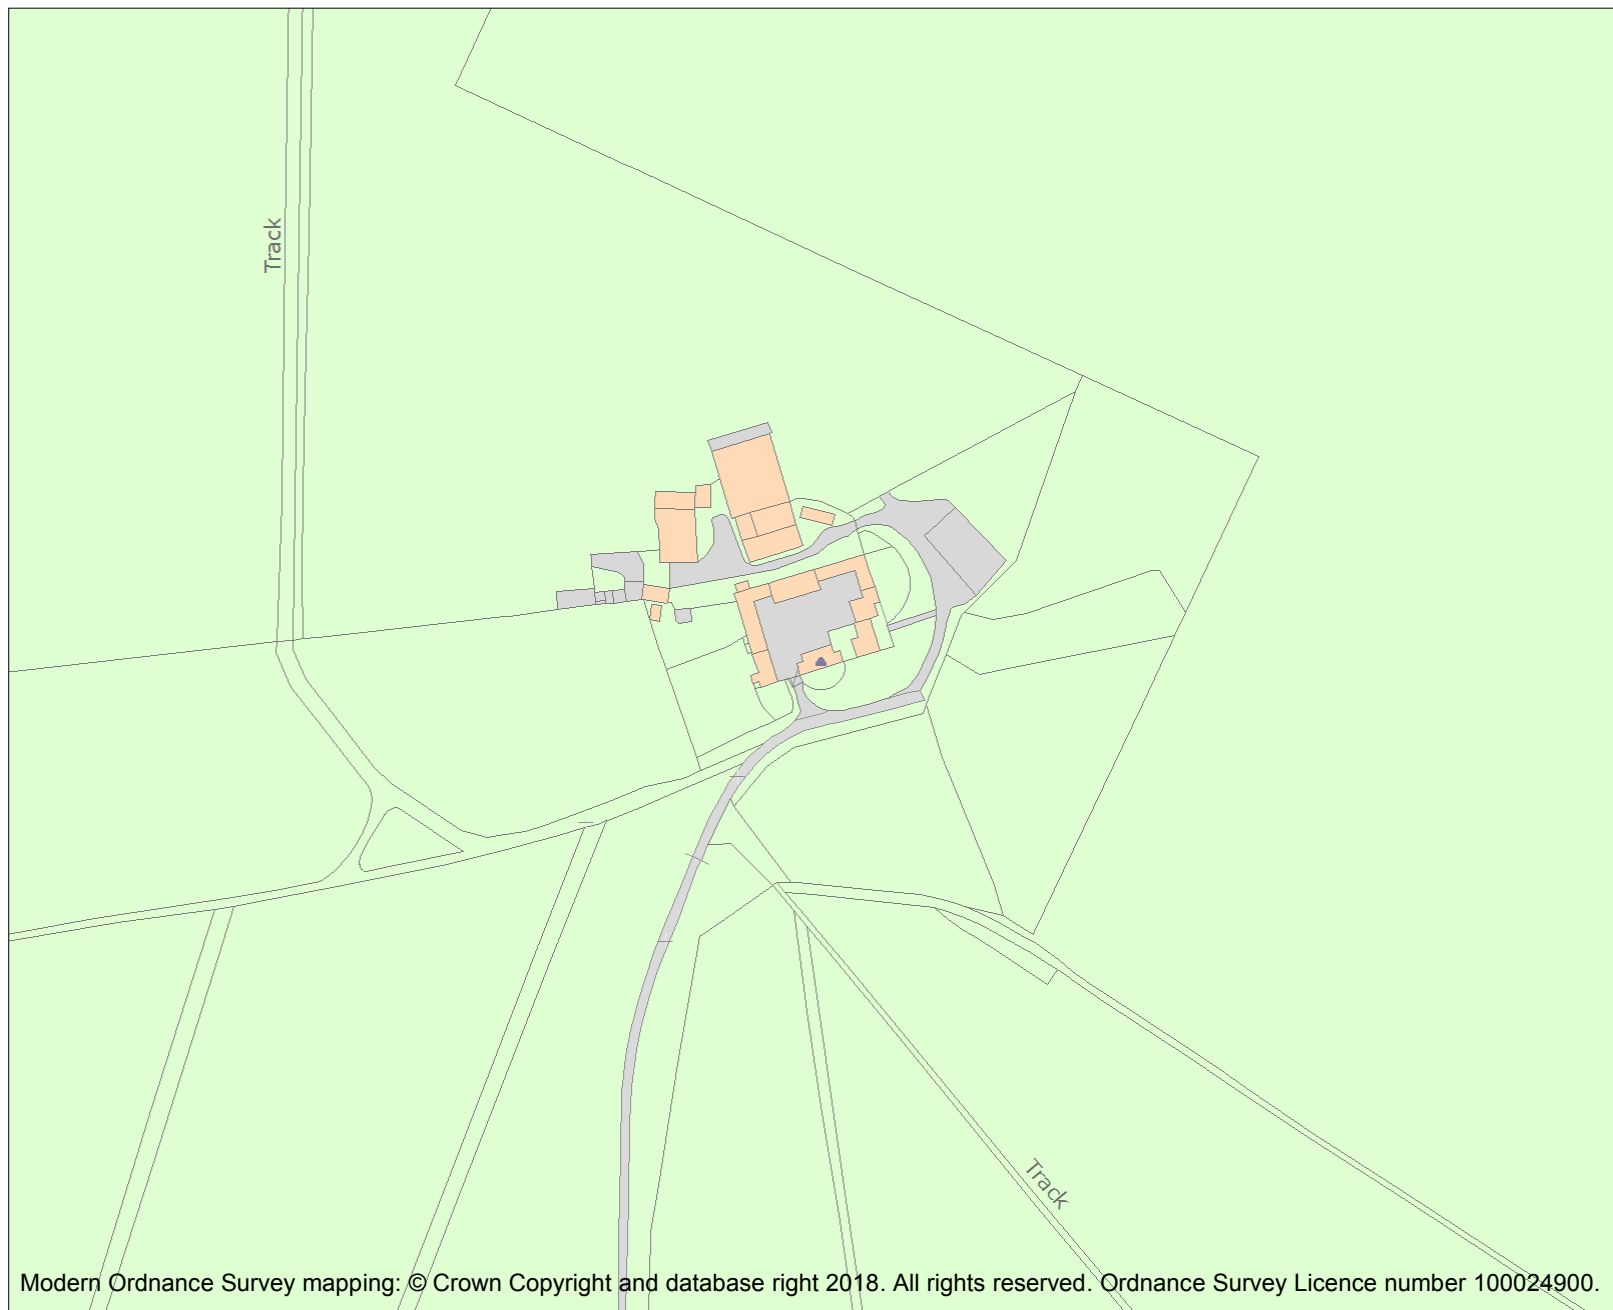 Track
Track
Modern Ordnance Survey mapping: © Crown Copyright and database right 2018. All rights reserved. Ordnance Survey Licence number 100024900.